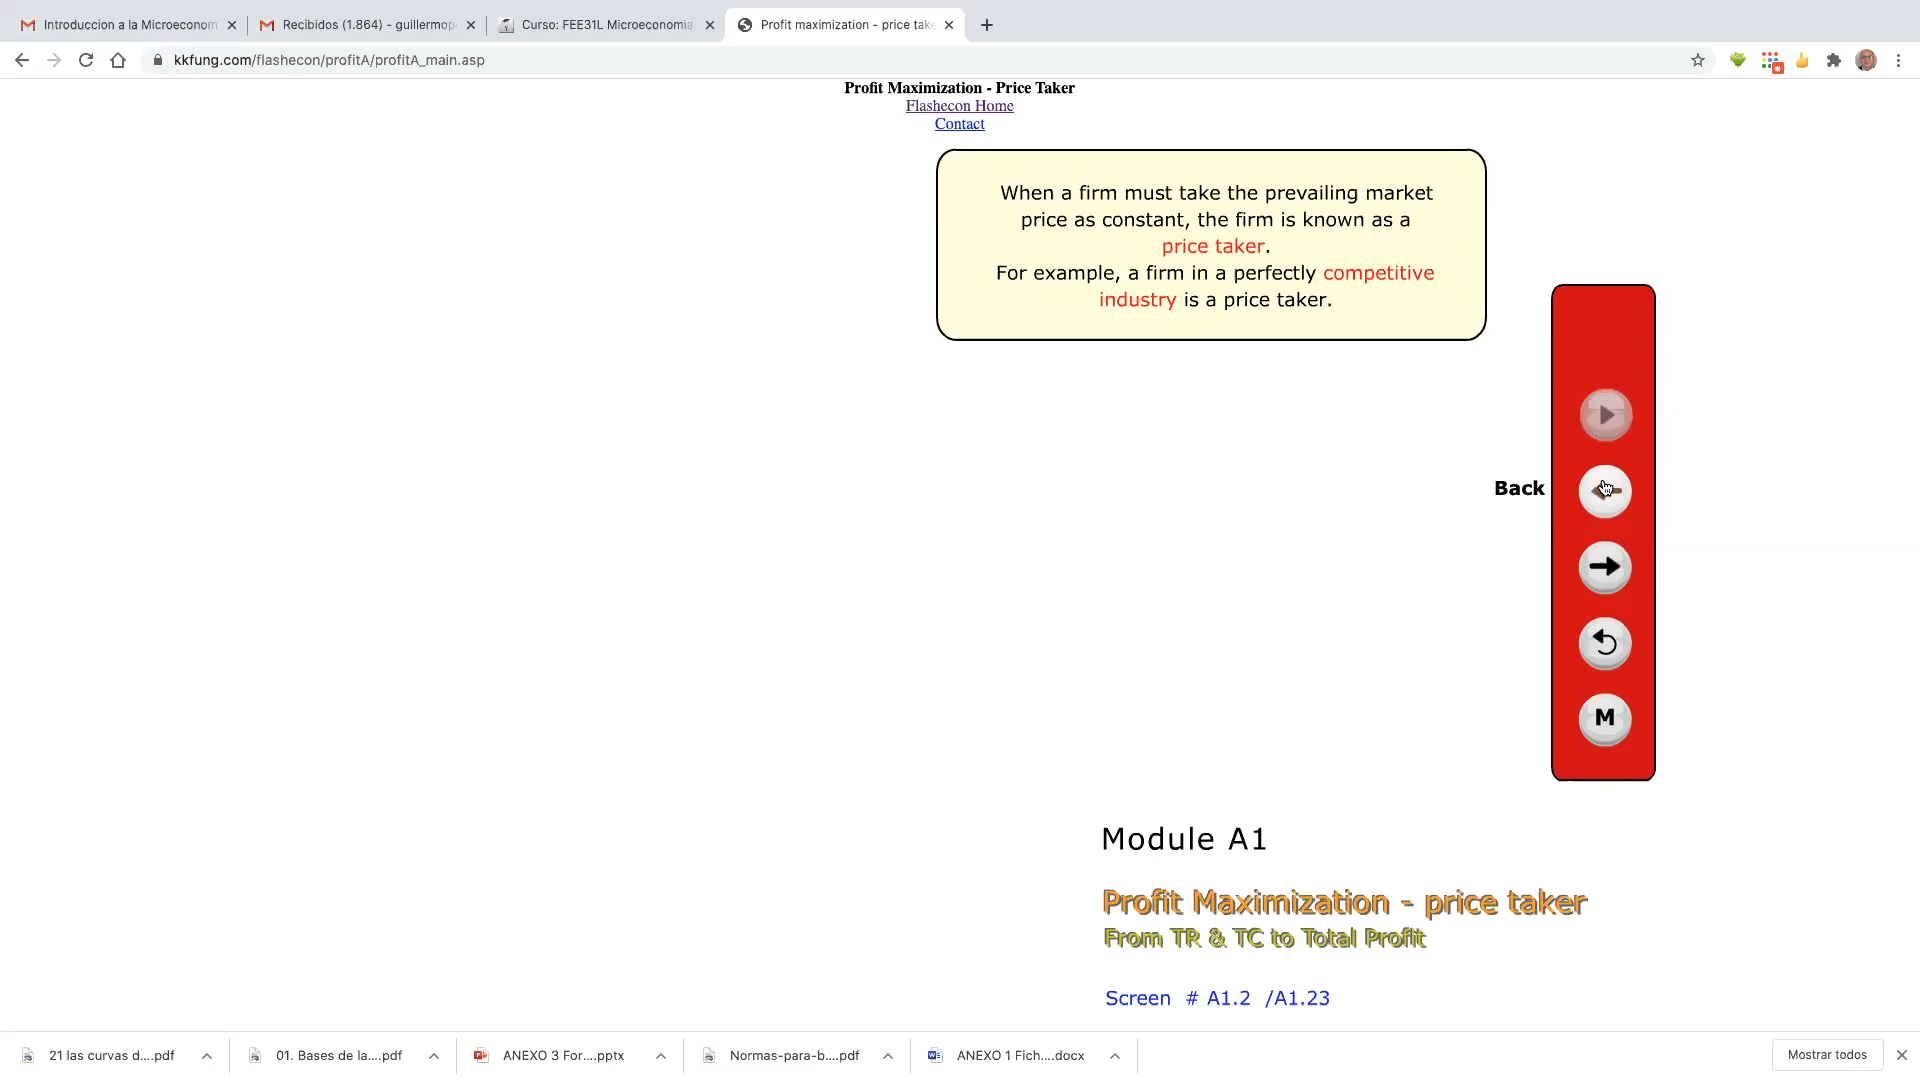 Introduccion a la Microeconom
Recibidos (1.864) - guillermop
Curso: FEE31L Microeconomia
Profit maximization - price take
kkfung.com/flashecon/profitA/profitA_main.asp
Profit Maximization - Price Taker
Flashecon Home
Contact
When a firm must take the prevailing market
price as constant, the firm is known as a
price taker.
For example, a firm in a perfectly competitive
industry is a price taker.
Back
M
Module A1
Profit Maximization - price taker
From TR & TC to Total Profit
Screen # A1.2 /A1.23
21 las curvas d....pdf
01. Bases de la....pdf
ANEXO 3 For....pptx
Normas-para-b....pdf
ANEXO 1 Fich....docx
Mostrar todos